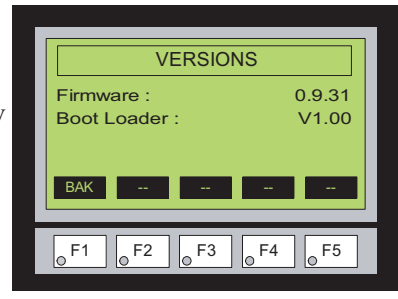 VERSIONS
Firmware : 0.9.31
Boot Loader : V1.00
BAK -- -- -- --
F1 F2 F3 F4 F5